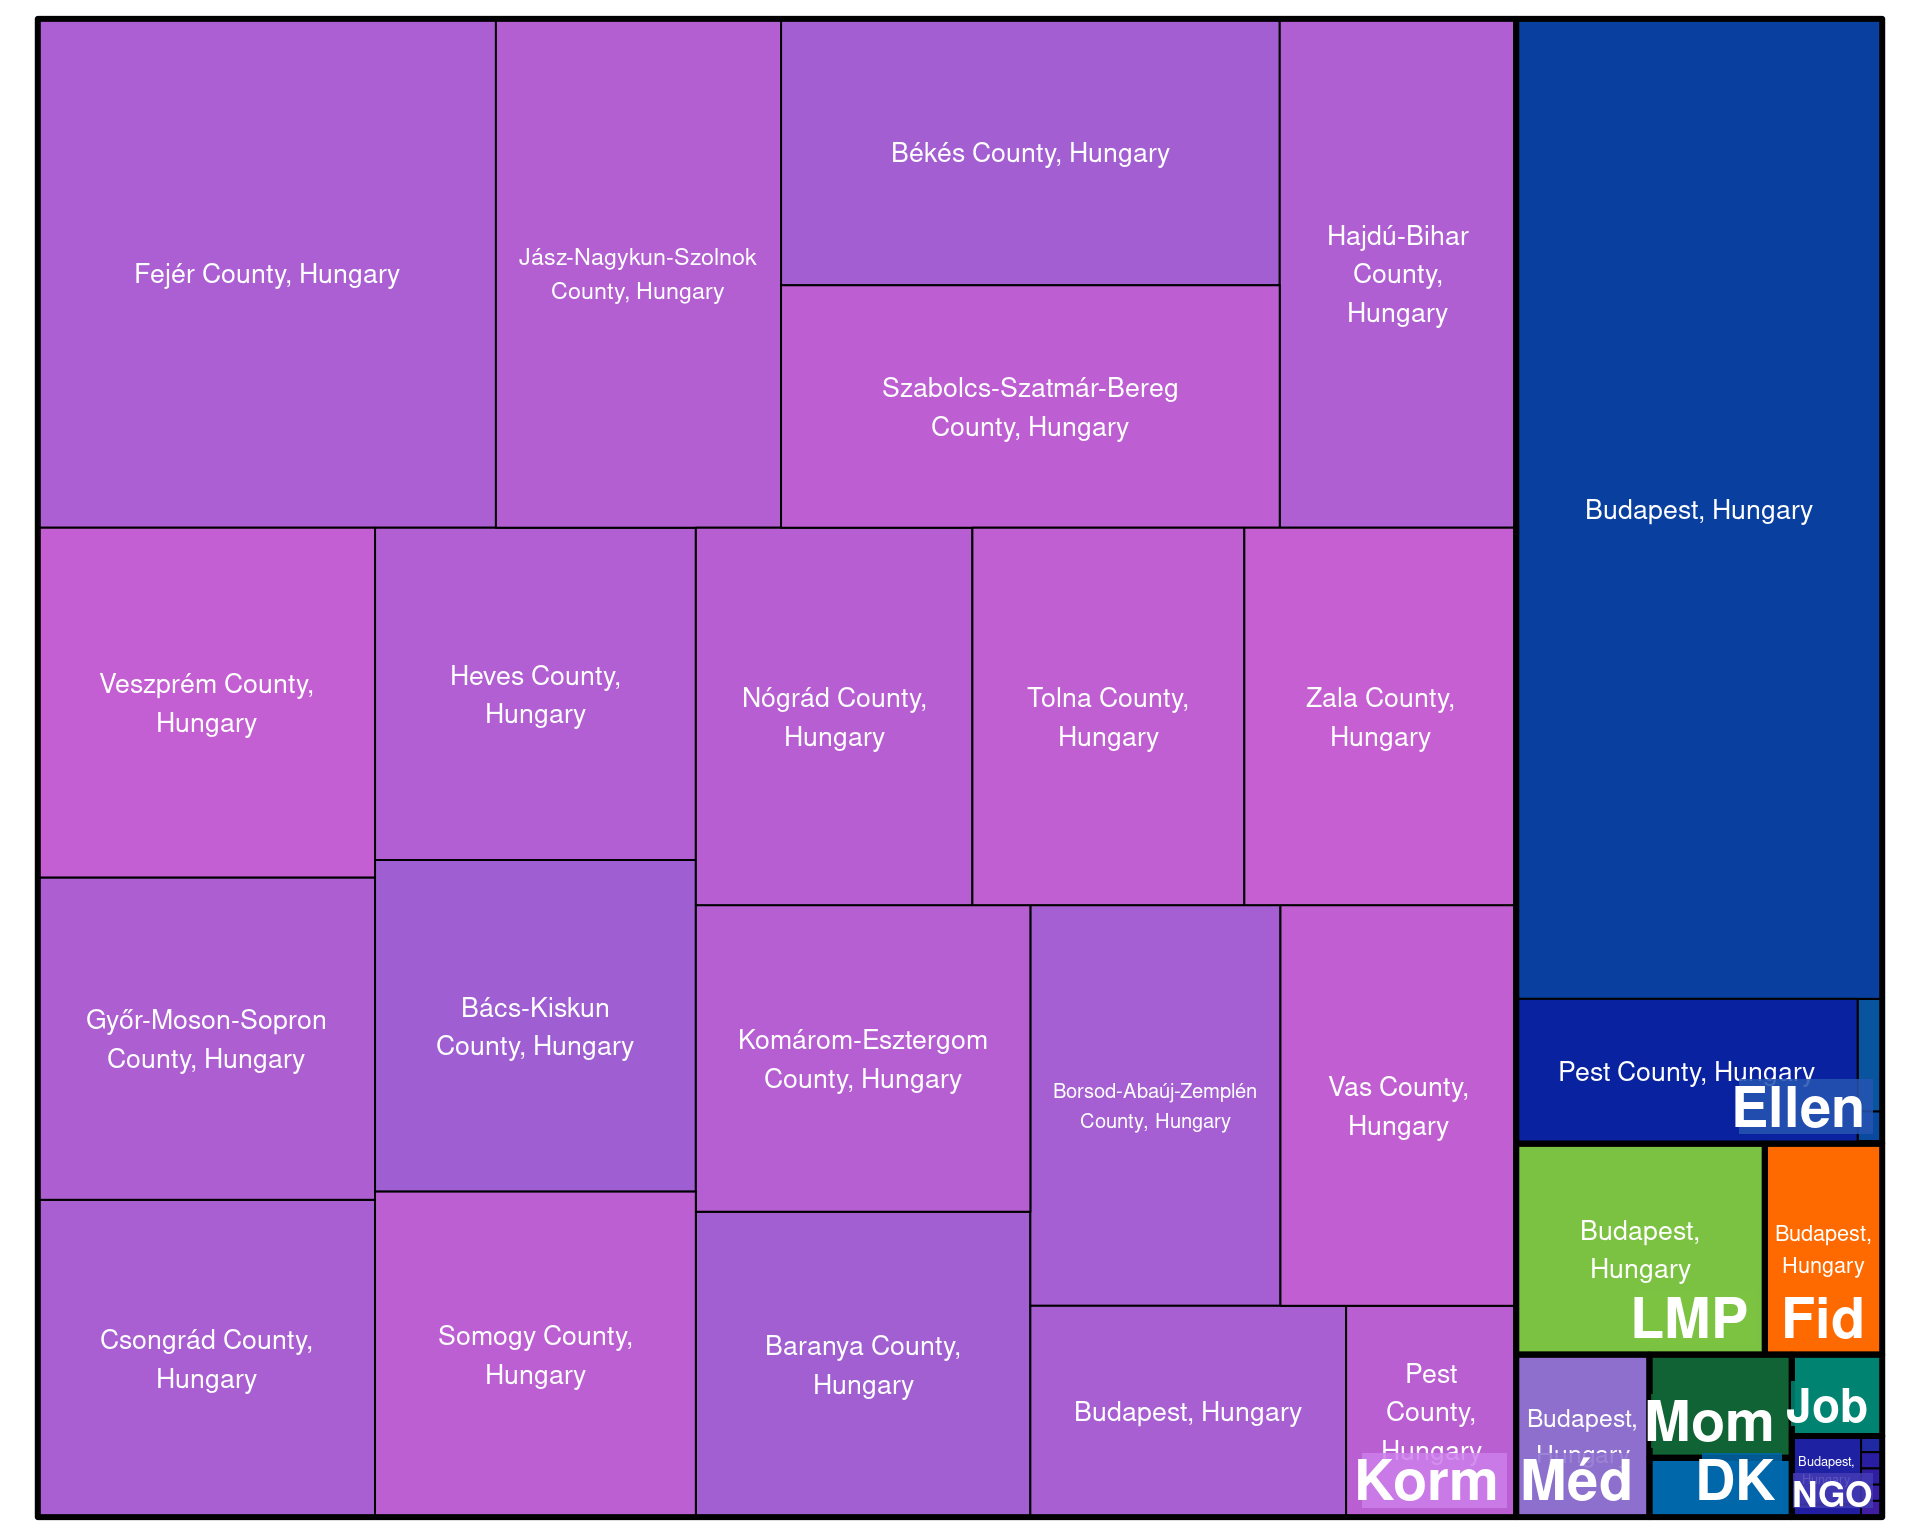 Fejér County, Hungary
Jász-Nagykun-Szolnok
County, Hungary
Békés County, Hungary
Szabolcs-Szatmár-Bereg
County, Hungary
Hajdú-Bihar
County,
Hungary
Veszprém County,
Hungary
Heves County,
Hungary
Nógrád County,
Hungary
Tolna County,
Hungary
Zala County,
Hungary
Győr-Moson-Sopron
County, Hungary
Bács-Kiskun
County, Hungary
Komárom-Esztergom
County, Hungary
Borsod-Abaúj-Zemplén
County, Hungary
Vas County,
Hungary
Csongrád County,
Hungary
Somogy County,
Hungary
Baranya County,
Hungary
Budapest, Hungary
Pest
County,
Hungary
Korm
Budapest, Hungary
Pest County, Hungary
Ellen
Budapest,
Hungary
LMP
Budapest,
Hungary
Fid
Budapest,
Hungary
Méd
Mom
DK
Job
Budapest,
Hungary
NGO